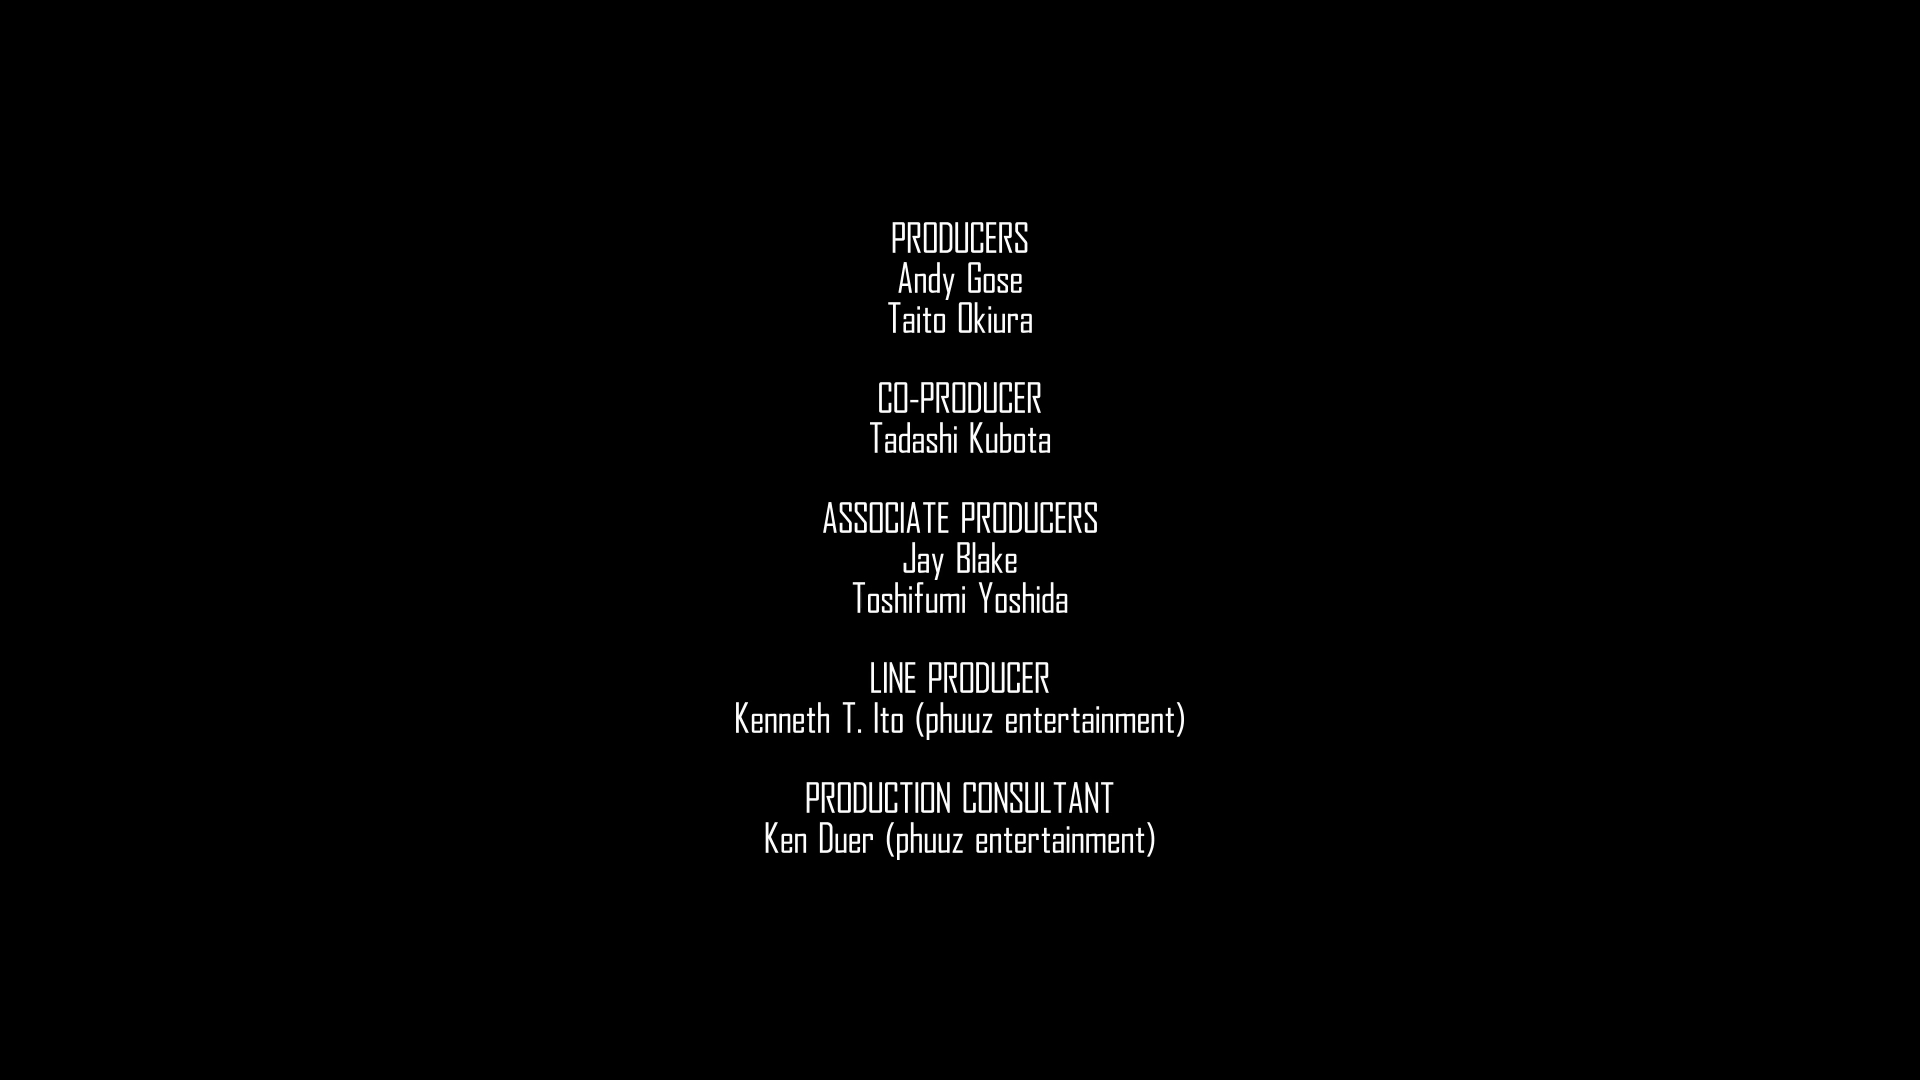 PRODUCERS
Andy Gose
Taito Okiura
CO-PRODUCER
Tadashi Kubota
ASSOCIATE PRODUCERS
Jay Blake
Toshifumi Yoshida
LINE PRODUCER
Kenneth T. Ito (phuuz entertainment)
PRODUCTION CONSULTANT
Ken Duer (phuuz entertainment)